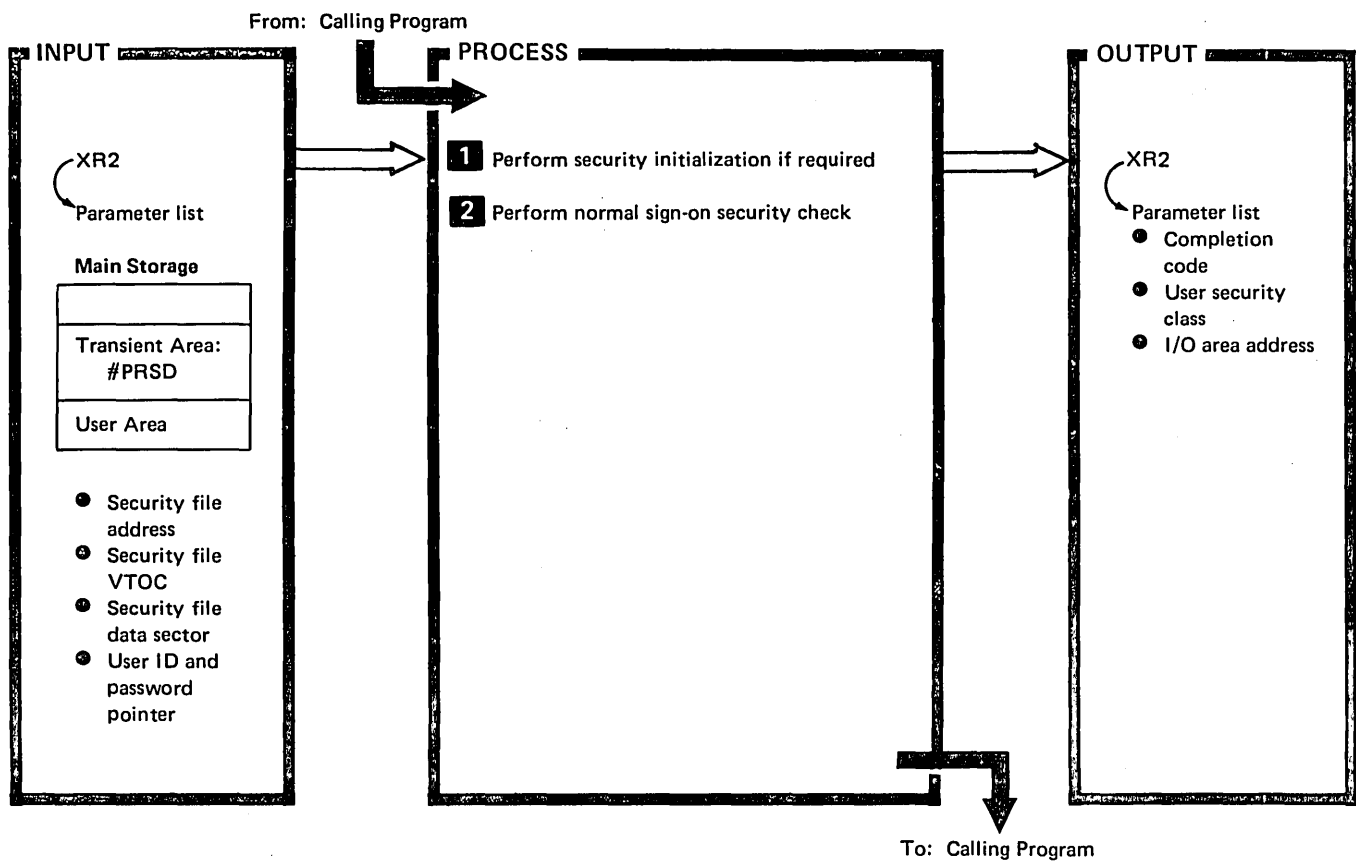 From: Calling Program
INPUT
XR2
Parameter list
Main Storage
Transient Area:
#PRSD
User Area
Security file
address
Security file
VTOC
Security file
data sector
User ID and
password
pointer
PROCESS
1 Perform security initialization if required
2 Perform normal sign-on security check
OUTPUT
XR2
Parameter list
Completion
code
User security
class
I/O area address
To: Calling Program